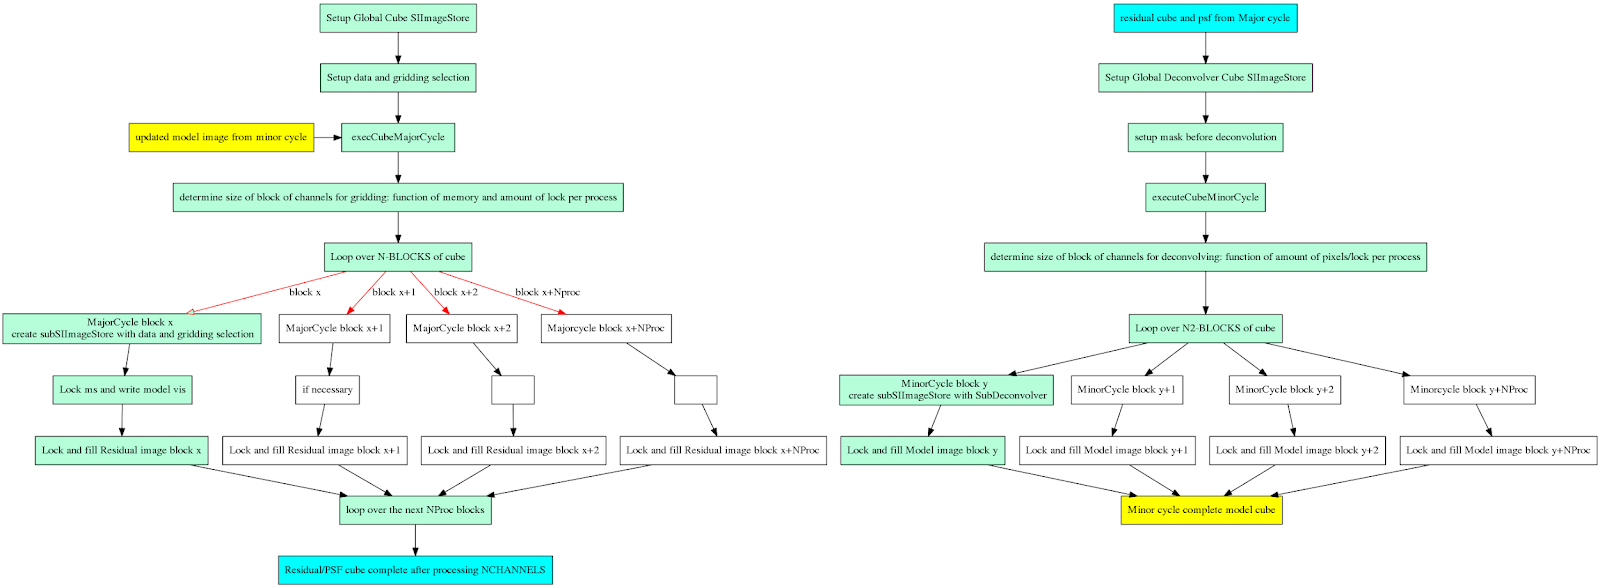 Setup Global Cube SIImageStore
Setup data and gridding selection
updated model image from minor cycle
execCubeMajorCycle
determine size of block of channels for gridding: function of memory and amount of lock per process
Loop over N-BLOCKS of cube
block x
block x+1
block x+2
block x+Nproc
MajorCycle block x
create subSIImageStore with data and gridding selection
MajorCycle block x+1
MajorCycle block x+2
Majorcycle block x+NProc
Lock ms and write model vis
if necessary
Lock and fill Residual image block x
Lock and fill Residual image block x+1
Lock and fill Residual image block x+2
Lock and fill Residual image block x+NProc
loop over the next NProc blocks
Residual/PSF cube complete after processing NCHANNELS
residual cube and psf from Major cycle
Setup Global Deconvolver Cube SIImageStore
setup mask before deconvolution
executeCubeMinorCycle
determine size of block of channels for deconvolving: function of amount of pixels/lock per process
Loop over N2-BLOCKS of cube
MinorCycle block y
create subSIImageStore with SubDeconvolver
MinorCycle block y+1
MinorCycle block y+2
Minorcycle block y+NProc
Lock and fill Model image block y
Lock and fill Model image block y+1
Lock and fill Model image block y+2
Lock and fill Model image block y+NProc
Minor cycle complete model cube